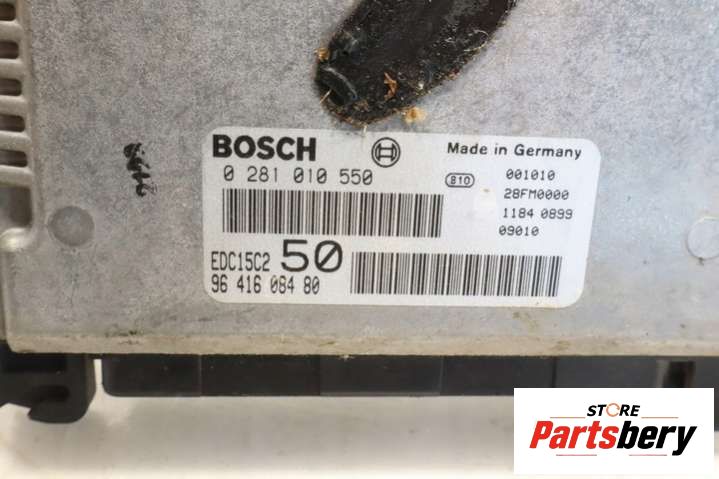 BOSCH
Made in Germany
0 281 010 550
B10
001010
28FM0000
1184 0899
09010
EDC15C2 50
96 416 084 80
STORE
Partsbery